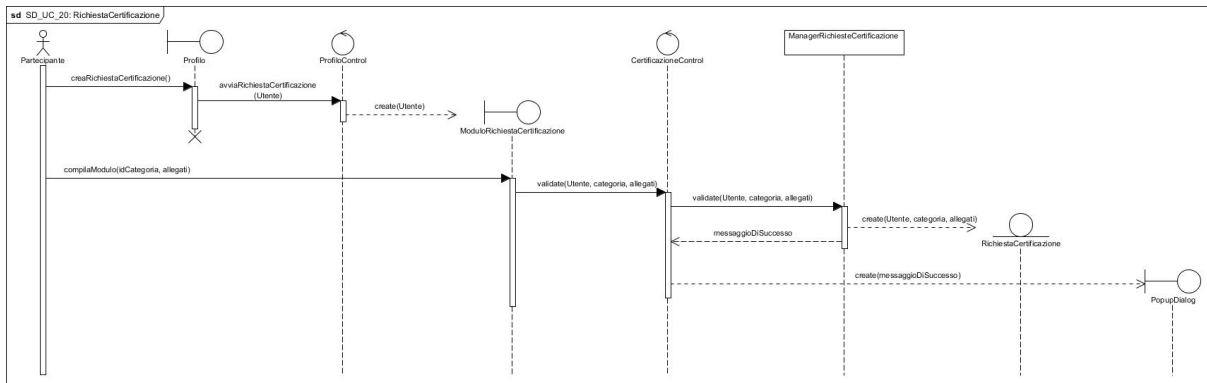 sd SD_UC_20: RichiestaCertificazione
Partecipante
Profilo
ProfiloControl
CertificazioneControl
ManagerRichiesteCertificazione
creaRichiestaCertificazione()
avviaRichiestaCertificazione
(Utente)
create(Utente)
ModuloRichiestaCertificazione
compilaModulo(idCategoria, allegati)
validate(Utente, categoria, allegati)
validate(Utente, categoria, allegati)
create(Utente, categoria, allegati)
messaggioDiSuccesso
RichiestaCertificazione
create(messaggioDiSuccesso)
PopupDialog